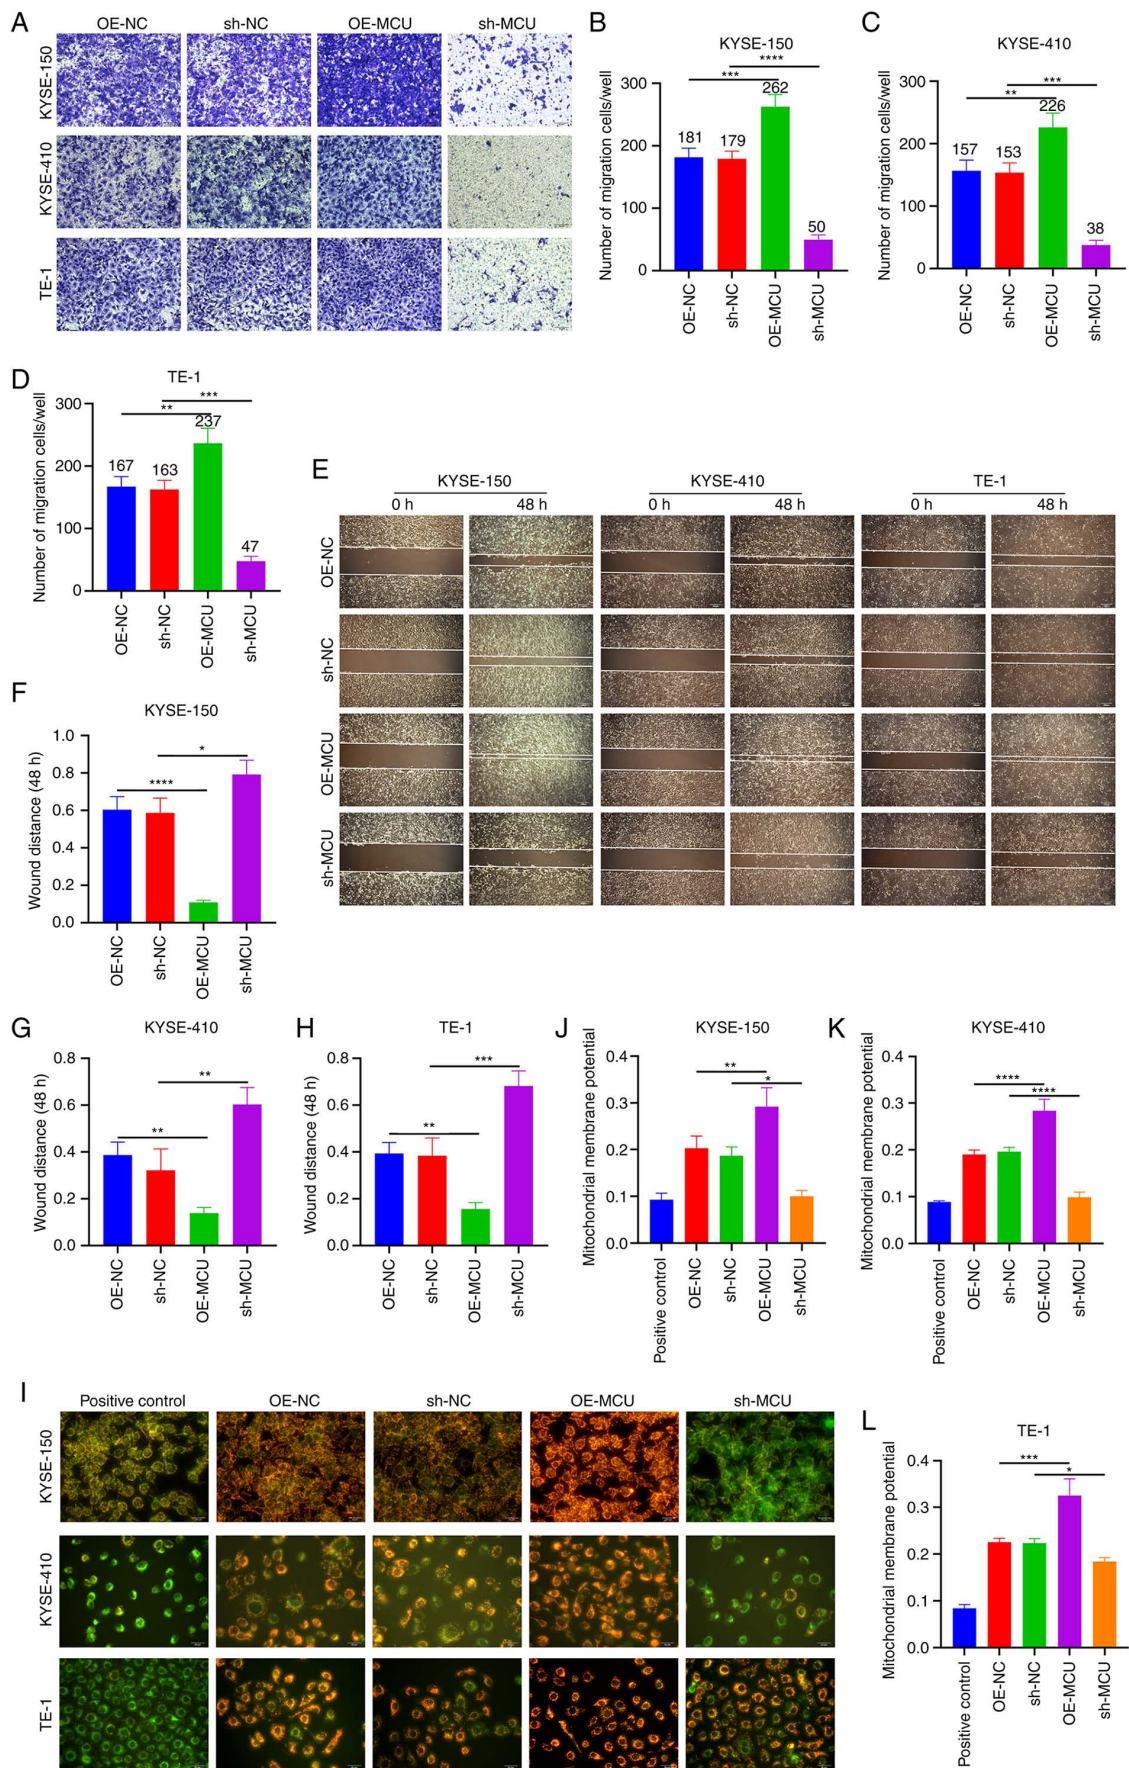 A
OE-NC sh-NC OE-MCU sh-MCU
KYSE-150
KYSE-410
TE-1
B
KYSE-150
Number of migration cells/well
300
200
100
0
****
***
181
179
262
50
OE-NC
sh-NC
OE-MCU
sh-MCU
C
KYSE-410
Number of migration cells/well
300
200
100
0
***
**
157
153
226
38
OE-NC
sh-NC
OE-MCU
sh-MCU
D
TE-1
Number of migration cells/well
300
200
100
0
***
**
167
163
237
47
OE-NC
sh-NC
OE-MCU
sh-MCU
E
KYSE-150 KYSE-410 TE-1
0 h 48 h 0 h 48 h 0 h 48 h
OE-NC
sh-NC
OE-MCU
sh-MCU
F
KYSE-150
Wound distance (48 h)
1.0
0.8
0.6
0.4
0.2
0.0
*
****
OE-NC
sh-NC
OE-MCU
sh-MCU
G
KYSE-410
Wound distance (48 h)
0.8
0.6
0.4
0.2
0.0
**
**
OE-NC
sh-NC
OE-MCU
sh-MCU
H
TE-1
Wound distance (48 h)
0.8
0.6
0.4
0.2
0.0
***
**
OE-NC
sh-NC
OE-MCU
sh-MCU
J
KYSE-150
Mitochondrial membrane potential
0.4
0.3
0.2
0.1
0.0
**
*
Positive control
OE-NC
sh-NC
OE-MCU
sh-MCU
K
KYSE-410
Mitochondrial membrane potential
0.4
0.3
0.2
0.1
0.0
****
****
Positive control
OE-NC
sh-NC
OE-MCU
sh-MCU
I
Positive control OE-NC sh-NC OE-MCU sh-MCU
KYSE-150
KYSE-410
TE-1
L
TE-1
Mitochondrial membrane potential
0.4
0.3
0.2
0.1
0.0
***
*
Positive control
OE-NC
sh-NC
OE-MCU
sh-MCU